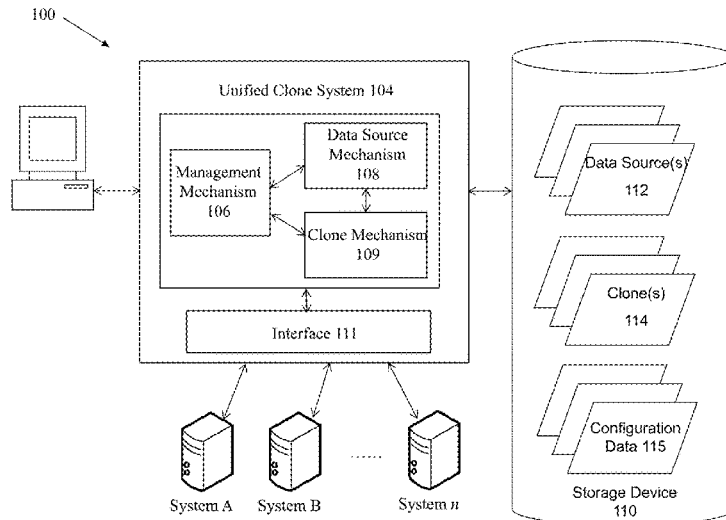 100
Unified Clone System 104
Management
Mechanism
106
Data Source
Mechanism
108
Clone Mechanism
109
Interface 111
System A
System B
......
System n
Data Source(s)
112
Clone(s)
114
Configuration
Data 115
Storage Device
110